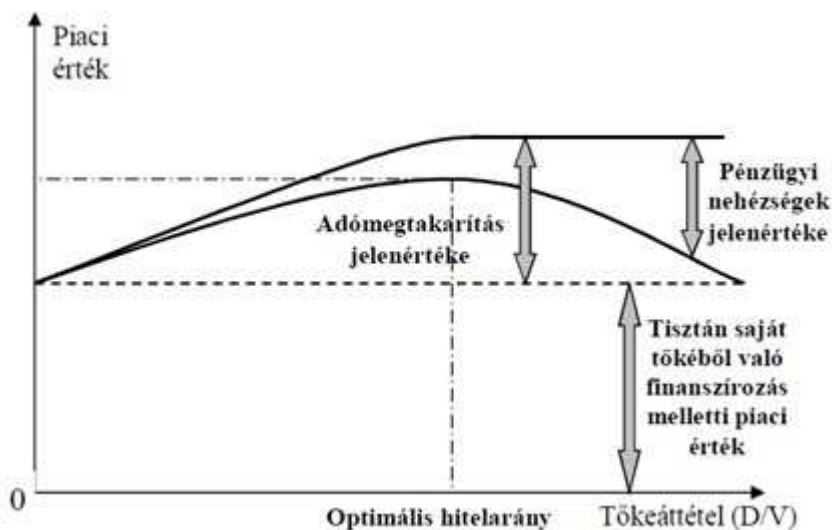 Piaci
érték
Adómegtakarítás
jelenértéke
Pénzügyi
nehézségek
jelenértéke
Tisztán saját
tőkéből való
finanszírozás
melletti piaci
érték
0
Optimális hitelarány
Tőkeáttétel (D/V)